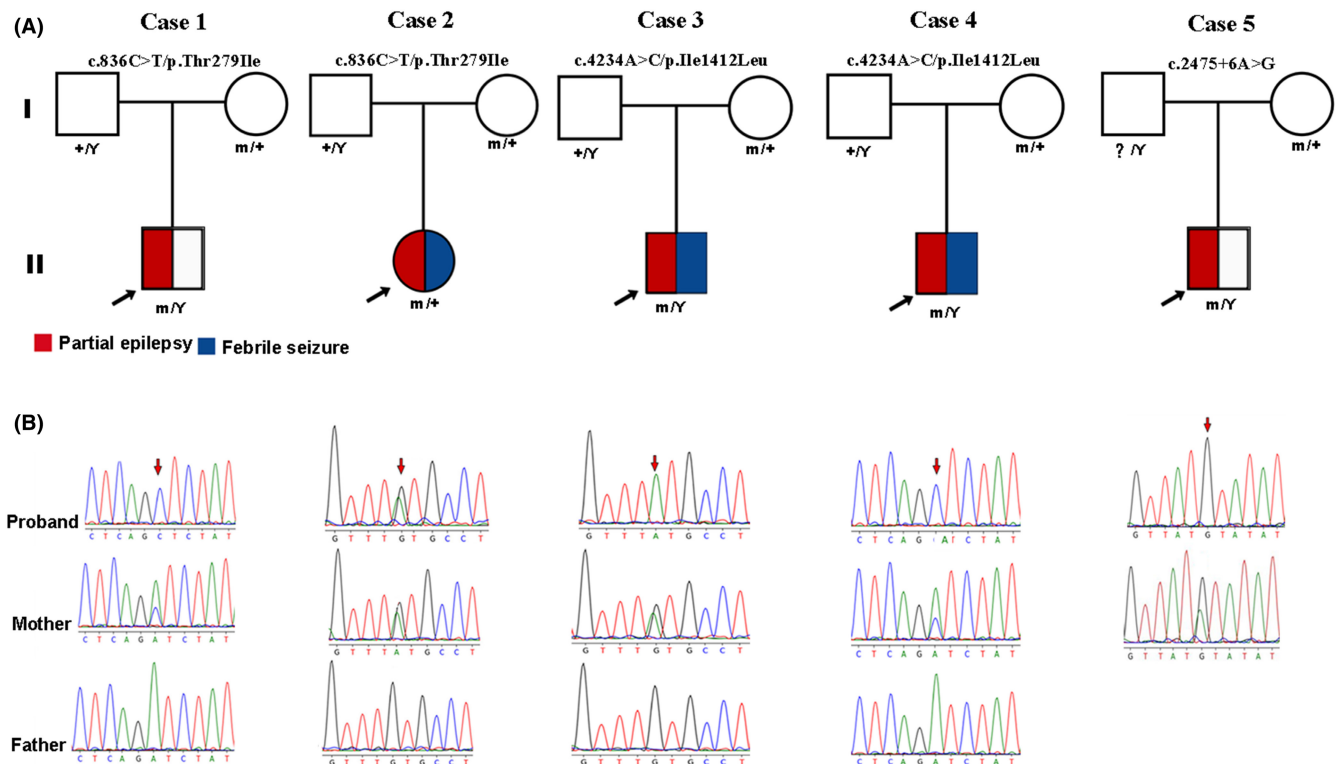 (A)
Case 1 Case 2 Case 3 Case 4 Case 5
c.836C>T/p.Thr279Ile c.836C>T/p.Thr279Ile c.4234A>C/p.Ile1412Leu c.4234A>C/p.Ile1412Leu c.2475+6A>G
I
+/Y m/+ +/Y m/+ +/Y m/+ +/Y m/+ ? /Y m/+
II
m/Y m/+ m/Y m/Y m/Y
Partial epilepsy Febrile seizure
(B)
Proband
C T C A G C T C T A T G T T T G T G C C T G T T T A T G C C T C T C A G A T C T A T G T T A T G T A T A T
Mother
C T C A G A T C T A T G T T T A T G C C T G T T T G T G C C T C T C A G A T C T A T G T T A T G T A T A T
Father
C T C A G A T C T A T G T T T G T G C C T G T T T G T G C C T C T C A G A T C T A T